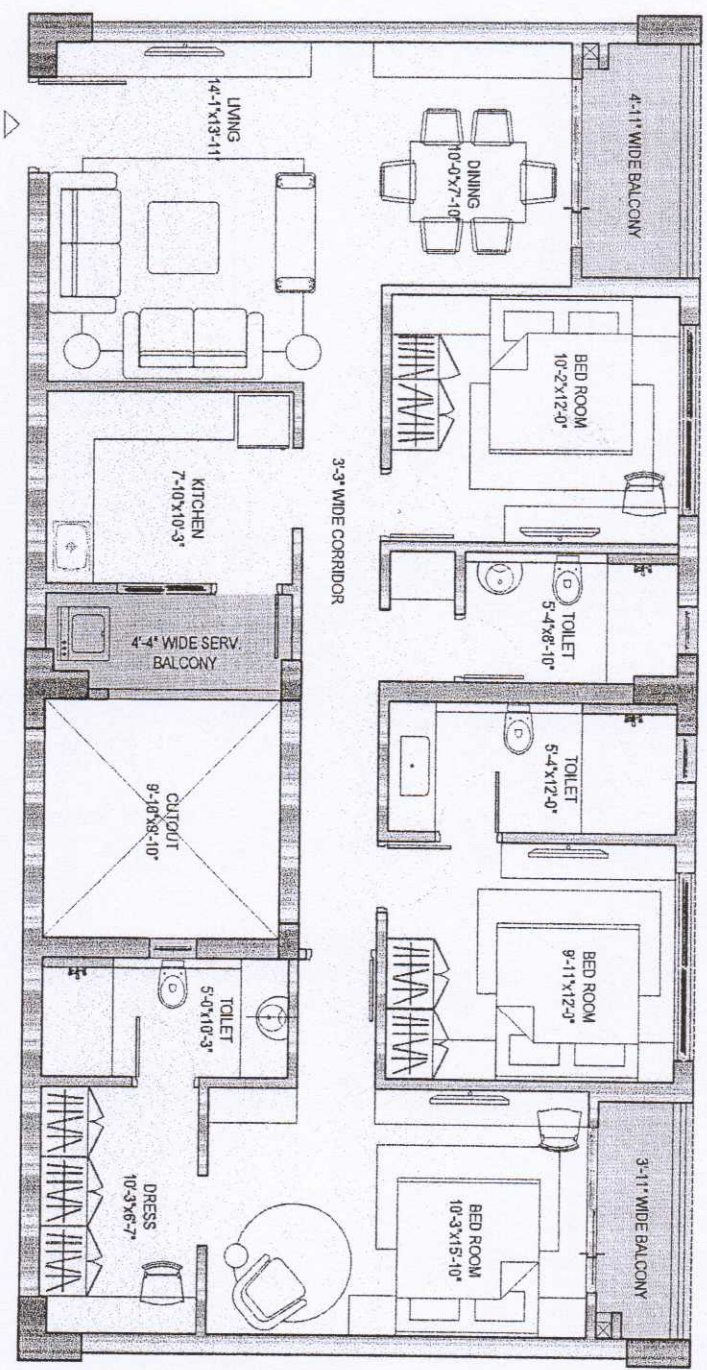 4'-11" WIDE BALCONY
3'-11" WIDE BALCONY
BED ROOM
10'-2"x12'-0"
TOILET
5'-4"x8'-10"
TOILET
5'-4"x12'-0"
BED ROOM
9'-11"x12'-0"
BED ROOM
10'-3"x15'-10"
DINING
10'-0"x7'-10"
3'-3" WIDE CORRIDOR
LIVING
14'-1"x13'-11"
KITCHEN
7'-10"x10'-3"
4'-4" WIDE SERV.
BALCONY
CUTOUT
9'-10"x9'-10"
TOILET
5'-0"x10'-3"
DRESS
10'-3"x6'-7"